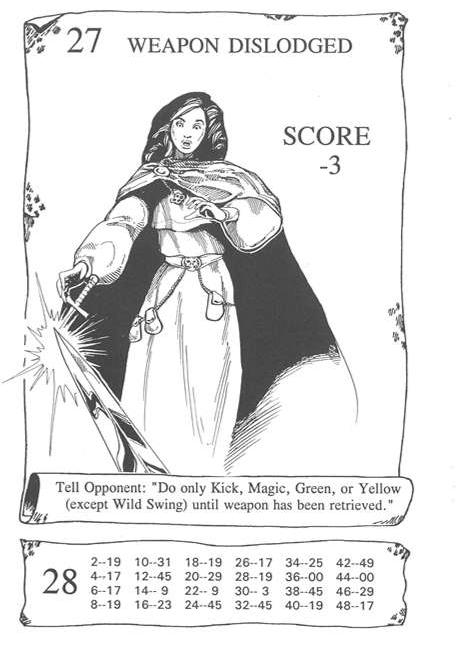 27 WEAPON DISLODGED
SCORE
-3
Tell Opponent: "Do only Kick, Magic, Green, or Yellow
(except Wild Swing) until weapon has been retrieved."
28
2--19 10--31 18--19 26--17 34--25 42--49
4--17 12--45 20--29 28--19 36--00 44--00
6--17 14-- 9 22-- 9 30-- 3 38--45 46--29
8--19 16--23 24--45 32--45 40--19 48--17